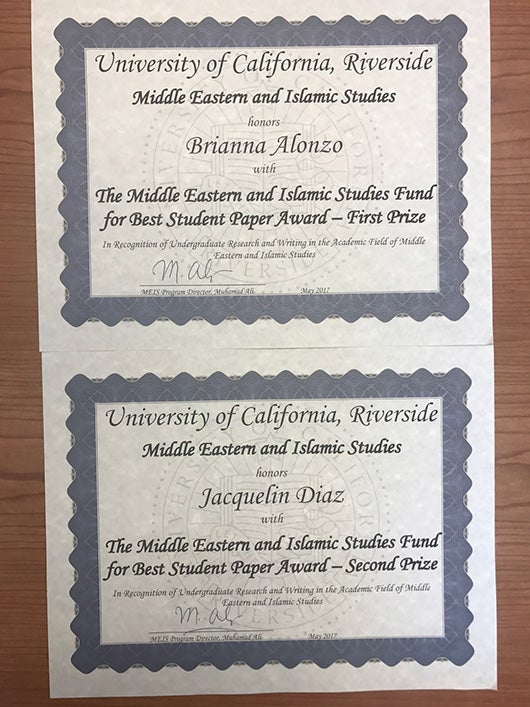 University of California, Riverside
Middle Eastern and Islamic Studies
honors
Brianna Alonzo
with
The Middle Eastern and Islamic Studies Fund
for Best Student Paper Award – First Prize
In Recognition of Undergraduate Research and Writing in the Academic Field of Middle
Eastern and Islamic Studies
MEIS Program Director, Muhamad Ali. May 2017
University of California, Riverside
Middle Eastern and Islamic Studies
honors
Jacquelin Diaz
with
The Middle Eastern and Islamic Studies Fund
for Best Student Paper Award – Second Prize
In Recognition of Undergraduate Research and Writing in the Academic Field of Middle
Eastern and Islamic Studies
MEIS Program Director, Muhamad Ali. May 2017